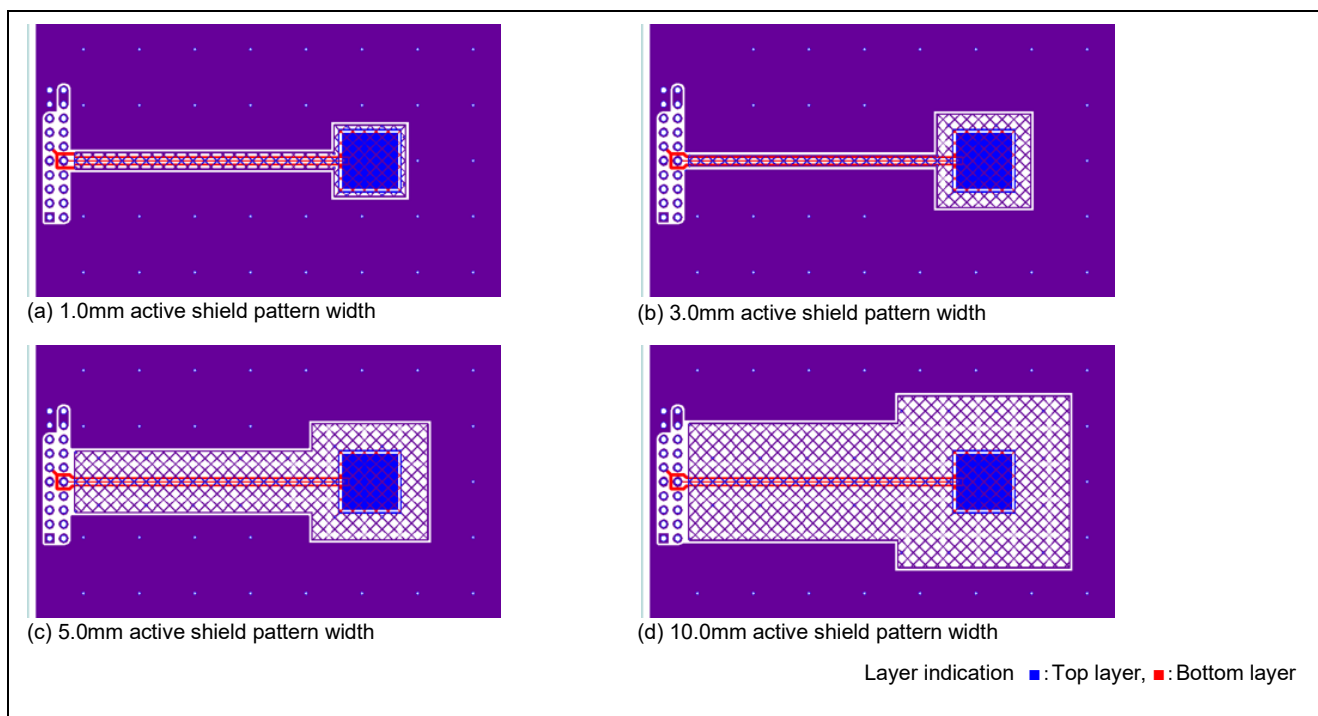 (a) 1.0mm active shield pattern width
(b) 3.0mm active shield pattern width
(c) 5.0mm active shield pattern width
(d) 10.0mm active shield pattern width
Layer indication ■:Top layer, ■:Bottom layer